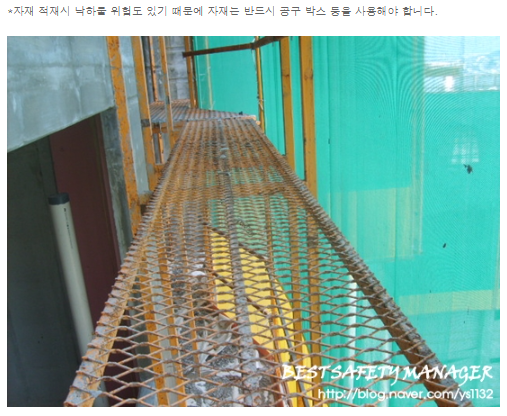 *자재 적재시 낙하물 위험도 있기 때문에 자재는 반드시 공구 박스 등을 사용해야 합니다.
BEST SAFETY MANAGER
http://blog.naver.com/ys1132